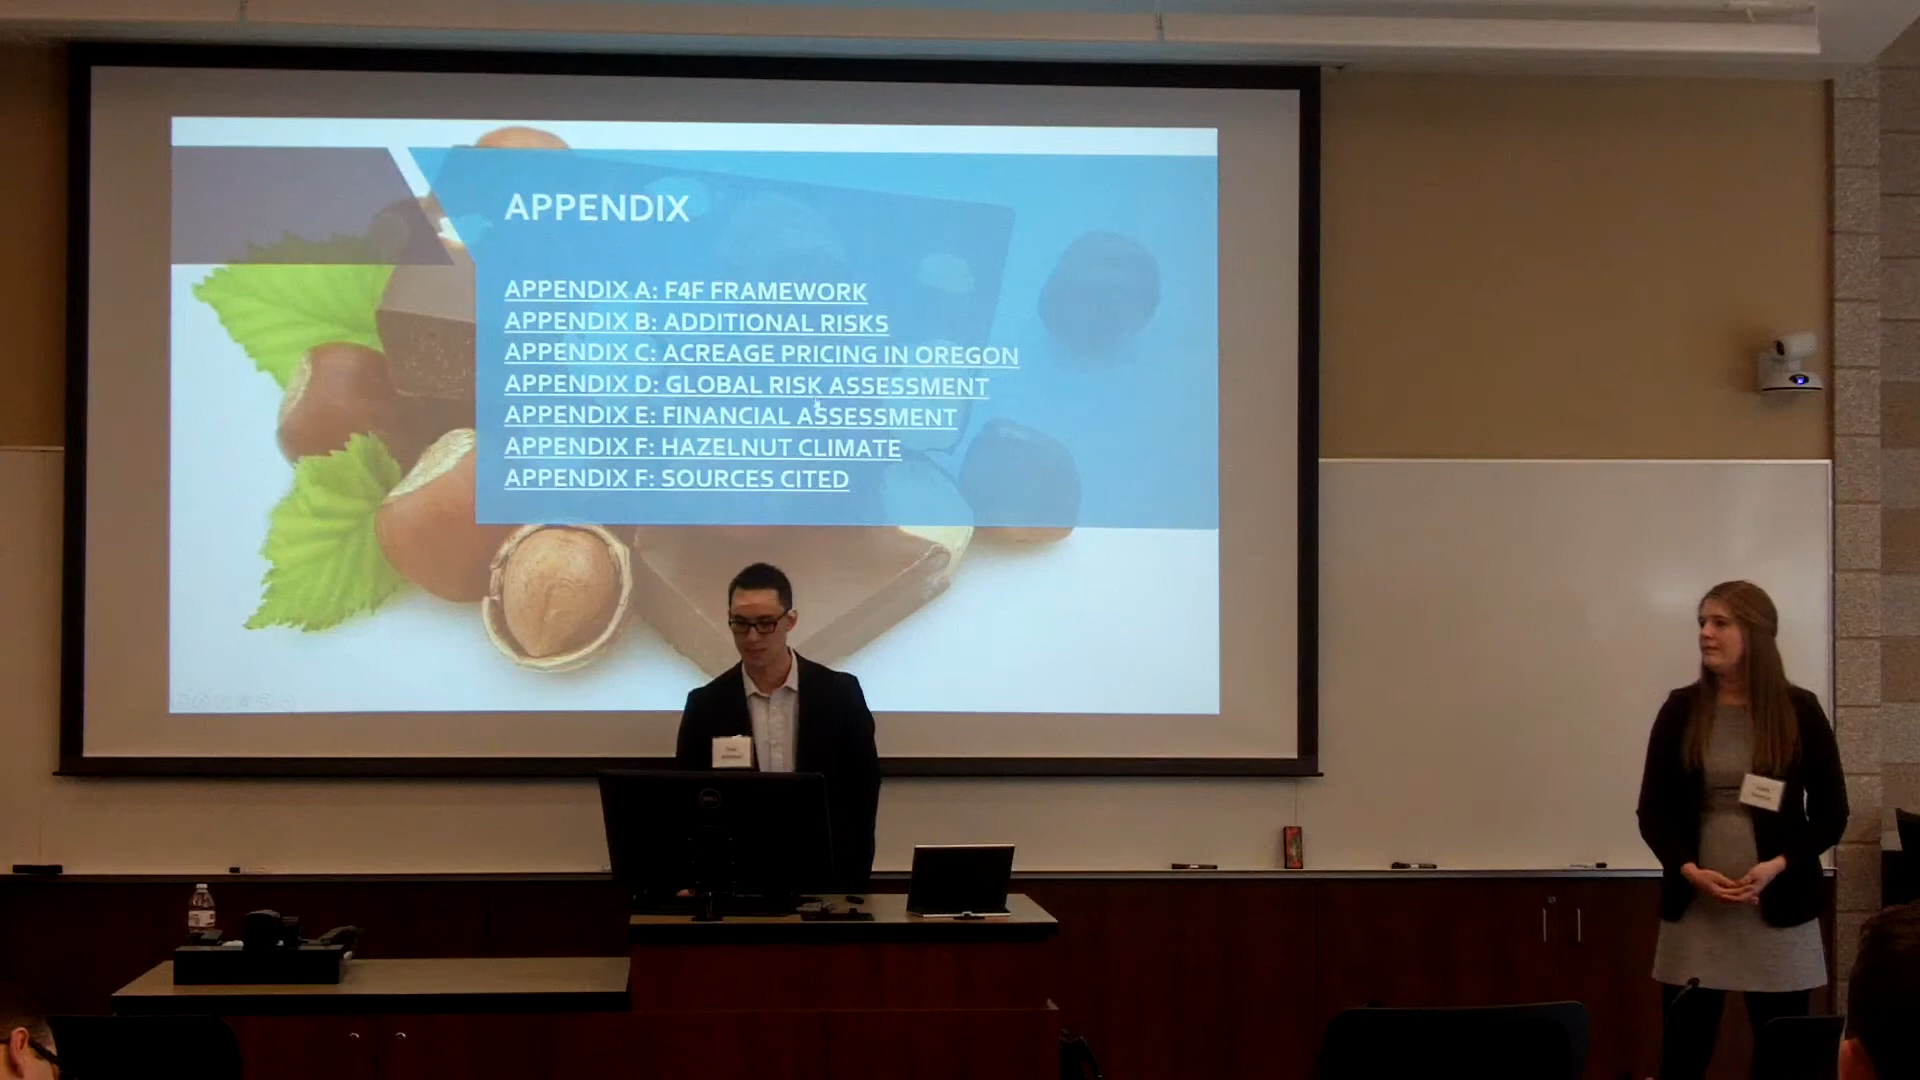 APPENDIX
APPENDIX A: F4F FRAMEWORK
APPENDIX B: ADDITIONAL RISKS
APPENDIX C: ACREAGE PRICING IN OREGON
APPENDIX D: GLOBAL RISK ASSESSMENT
APPENDIX E: FINANCIAL ASSESSMENT
APPENDIX F: HAZELNUT CLIMATE
APPENDIX F: SOURCES CITED
DELL